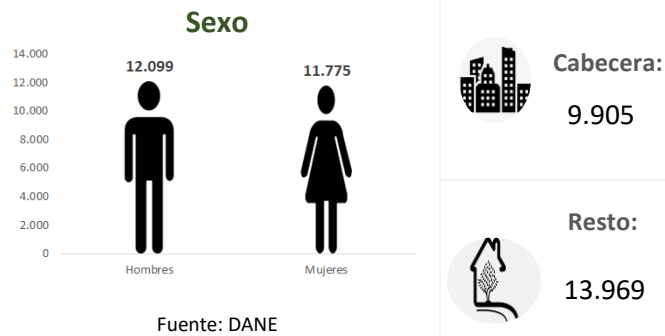 Sexo
14.000
12.000
10.000
8.000
6.000
4.000
2.000
0
12.099
11.775
Hombres
Mujeres
Fuente: DANE
Cabecera:
9.905
Resto:
13.969